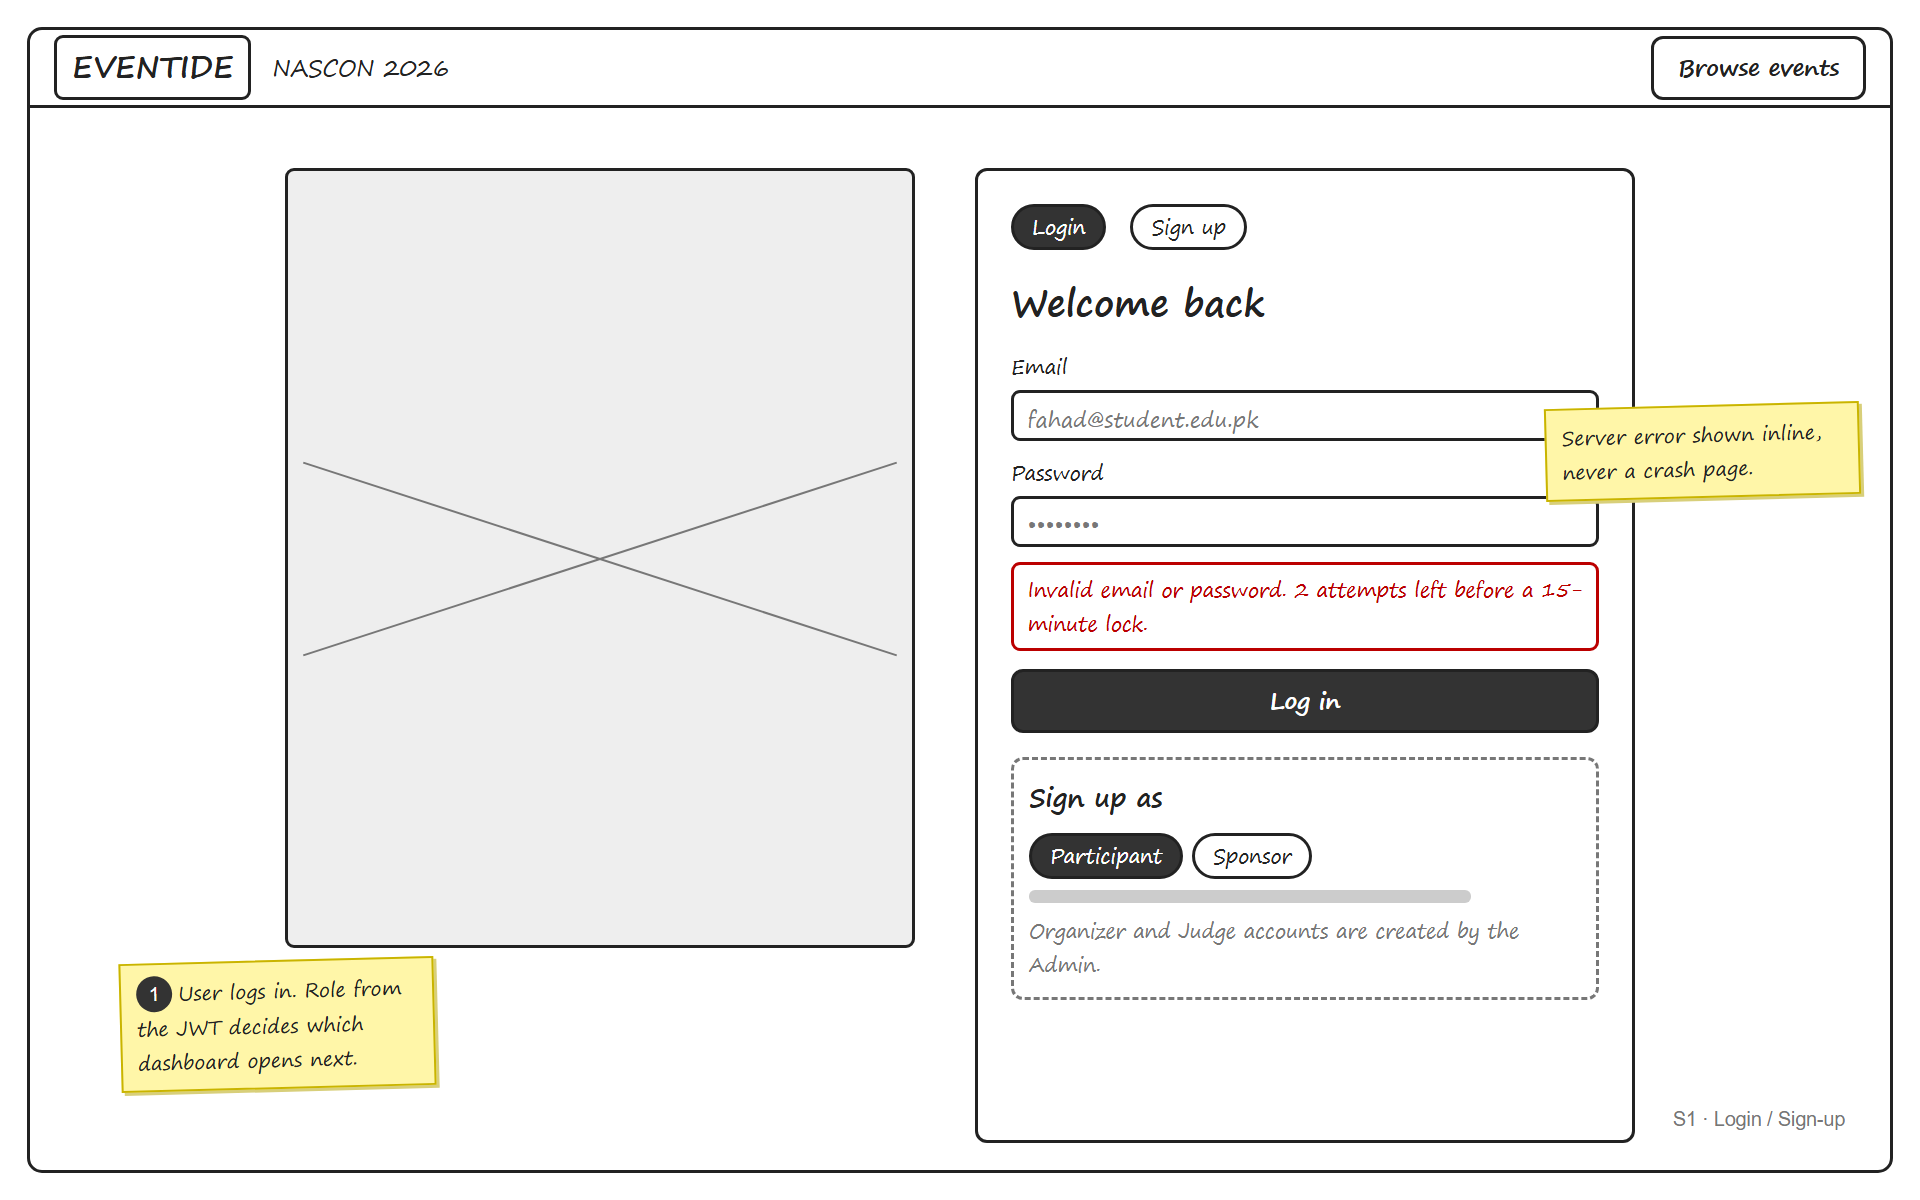 EVENTIDE NASCON 2026 Browse events
Login Sign up
Welcome back
Email
fahad@student.edu.pk
Password
Server error shown inline,
never a crash page.
Invalid email or password. 2 attempts left before a 15-
minute lock.
Log in
Sign up as
Participant Sponsor
Organizer and Judge accounts are created by the
Admin.
1 User logs in. Role from
the JWT decides which
dashboard opens next.
S1 · Login / Sign-up